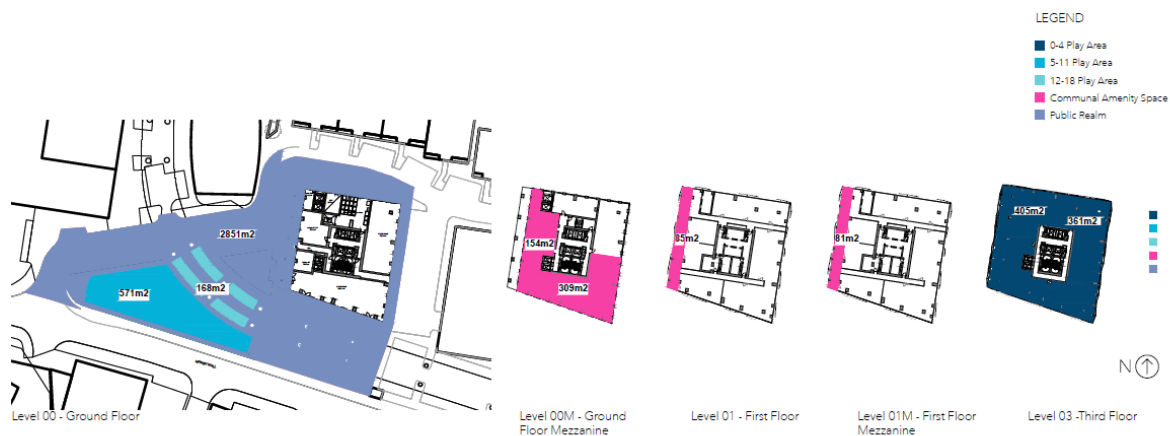 LEGEND
0-4 Play Area
5-11 Play Area
12-18 Play Area
Communal Amenity Space
Public Realm
2851m2
571m2
168m2
154m2
309m2
85m2
81m2
405m2
361m2
N
Level 00 - Ground Floor
Level 00M - Ground
Floor Mezzanine
Level 01 - First Floor
Level 01M - First Floor
Mezzanine
Level 03 -Third Floor